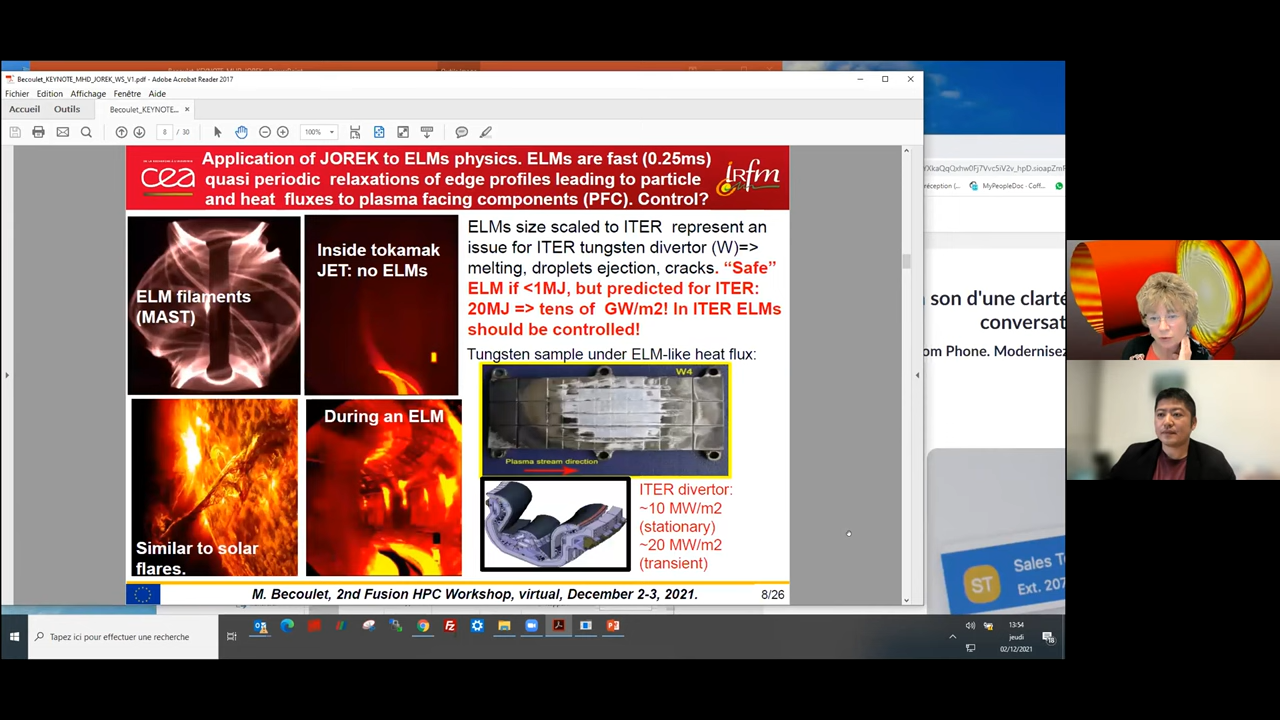 Becoulet_KEYNOTE_MHD_JOREK_WS_V1.pdf - Adobe Acrobat Reader 2017
Fichier Edition Affichage Fenêtre Aide
Accueil Outils Becoulet_KEYNOTE... ×
8 / 30 100%
cea
Application of JOREK to ELMs physics. ELMs are fast (0.25ms)
quasi periodic relaxations of edge profiles leading to particle
and heat fluxes to plasma facing components (PFC). Control?
irfm
ELM filaments
(MAST)
Inside tokamak
JET: no ELMs
Similar to solar
flares.
During an ELM
ELMs size scaled to ITER represent an
issue for ITER tungsten divertor (W)=>
melting, droplets ejection, cracks. “Safe”
ELM if <1MJ, but predicted for ITER:
20MJ => tens of GW/m2! In ITER ELMs
should be controlled!
Tungsten sample under ELM-like heat flux:
W4
Plasma stream direction
ITER divertor:
~10 MW/m2
(stationary)
~20 MW/m2
(transient)
M. Becoulet, 2nd Fusion HPC Workshop, virtual, December 2-3, 2021.
8/26
réception (...
MyPeopleDoc - Coff...
son d'une clarté
conversat
om Phone. Modernisez
ST
Sales T
Ext. 207
Tapez ici pour effectuer une recherche
13:54
jeudi
02/12/2021